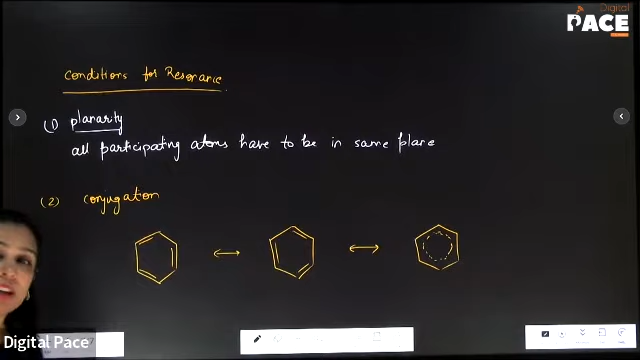 Digital
PACE
Conditions for Resonance
(1) planarity
all participating atoms have to be in same plane
(2) conjugation
Digital Pace